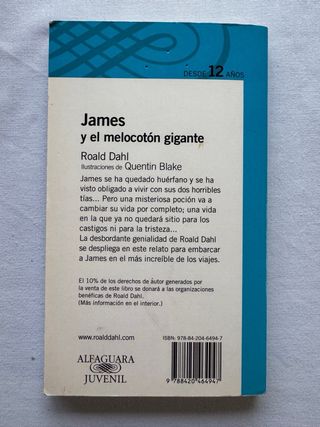 DESDE 12 AÑOS
James
y el melocotón gigante
Roald Dahl
Ilustraciones de Quentin Blake
James se ha quedado huérfano y se ha
visto obligado a vivir con sus dos horribles
tías... Pero una misteriosa poción va a
cambiar su vida por completo; una vida
en la que ya no quedará sitio para los
castigos ni para la tristeza...
La desbordante genialidad de Roald Dahl
se despliega en este relato para embarcar
a James en el más increíble de los viajes.
El 10% de los derechos de autor generados por
la venta de este libro se donará a las organizaciones
benéficas de Roald Dahl.
(Más información en el interior.)
www.roalddahl.com
ALFAGUARA
JUVENIL
ISBN: 978-84-204-6494-7
9 788420 464947